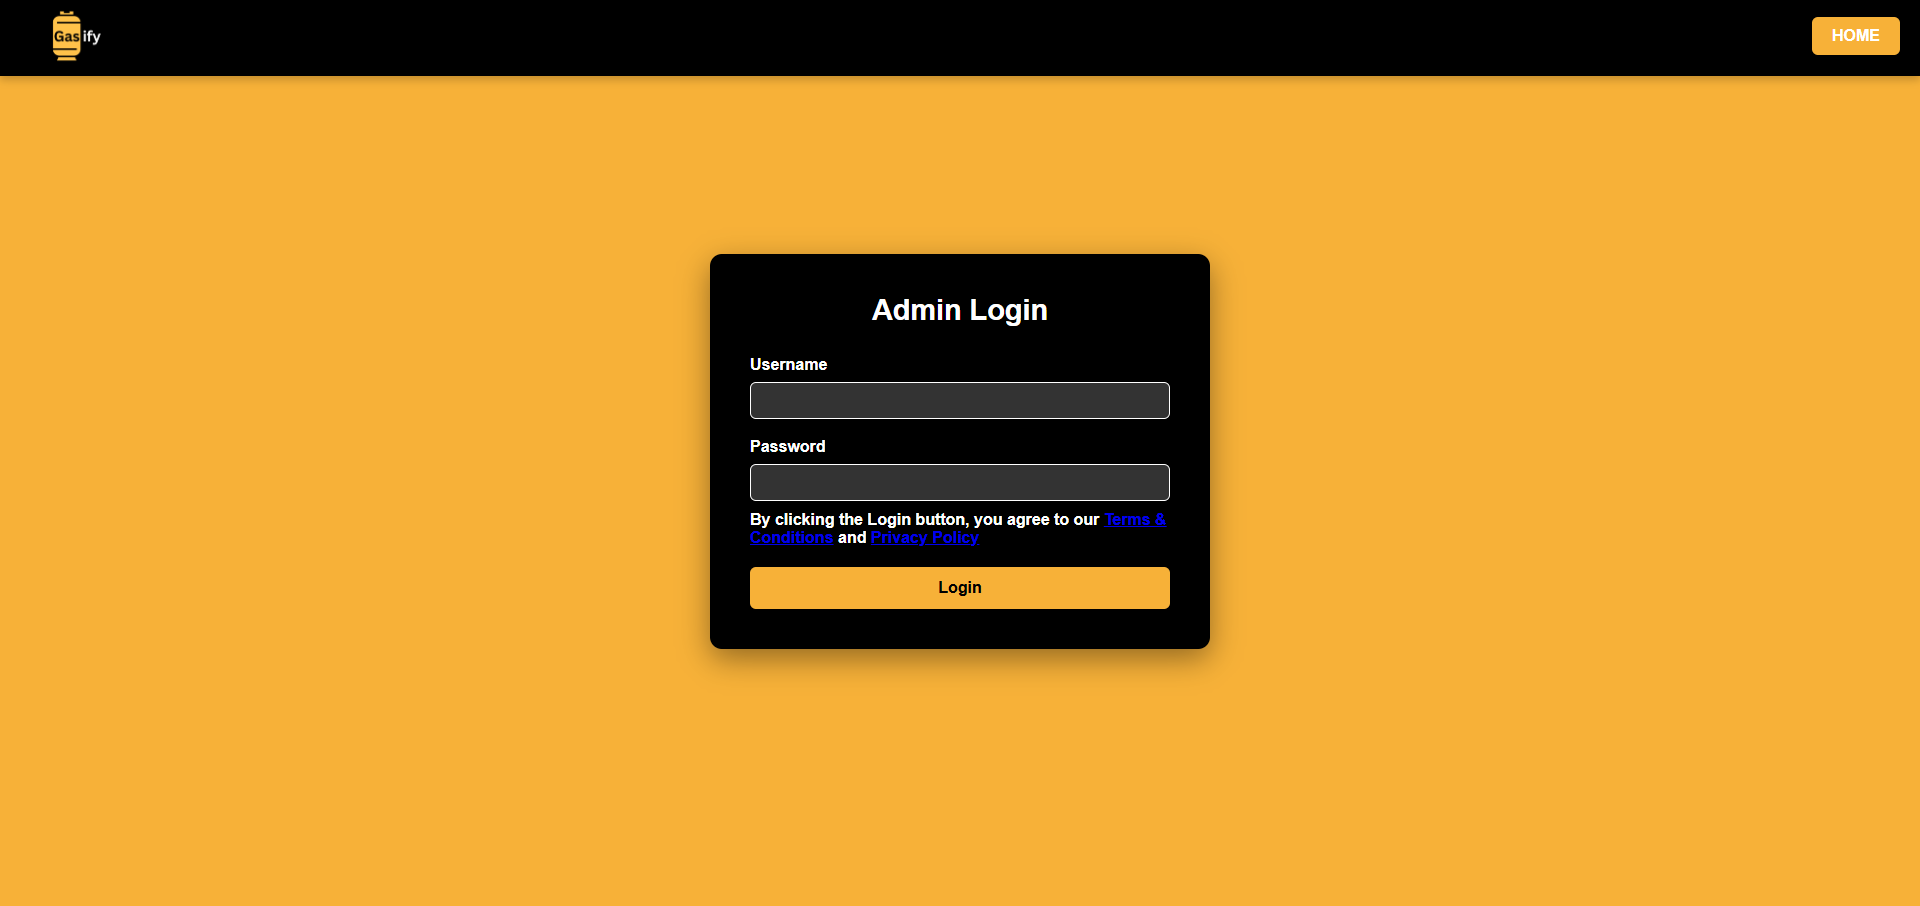 Gasify
HOME
Admin Login
Username
Password
By clicking the Login button, you agree to our Terms &
Conditions and Privacy Policy
Login